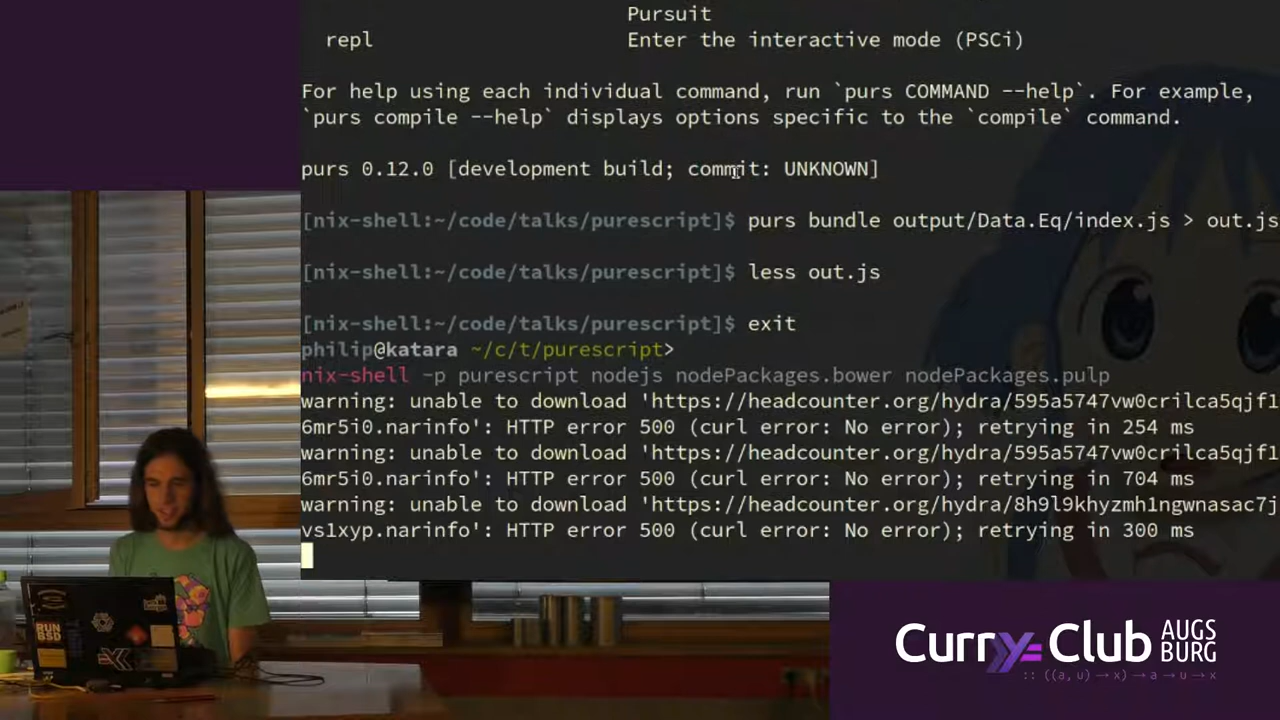 Pursuit
repl Enter the interactive mode (PSCi)
For help using each individual command, run `purs COMMAND --help`. For example,
`purs compile --help` displays options specific to the `compile` command.
purs 0.12.0 [development build; commit: UNKNOWN]
[nix-shell:~/code/talks/purescript]$ purs bundle output/Data.Eq/index.js > out.js
[nix-shell:~/code/talks/purescript]$ less out.js
[nix-shell:~/code/talks/purescript]$ exit
philip@katara ~/c/t/purescript>
nix-shell -p purescript nodejs nodePackages.bower nodePackages.pulp
warning: unable to download 'https://headcounter.org/hydra/595a5747vw0crilca5qjf1
6mr5i0.narinfo': HTTP error 500 (curl error: No error); retrying in 254 ms
warning: unable to download 'https://headcounter.org/hydra/595a5747vw0crilca5qjf1
6mr5i0.narinfo': HTTP error 500 (curl error: No error); retrying in 704 ms
warning: unable to download 'https://headcounter.org/hydra/8h9l9khyzmh1ngwnasac7j
vs1xyp.narinfo': HTTP error 500 (curl error: No error); retrying in 300 ms
RUN
BSD
Curry Club AUGS
BURG
:: ((a, u) → x) → a → u → x